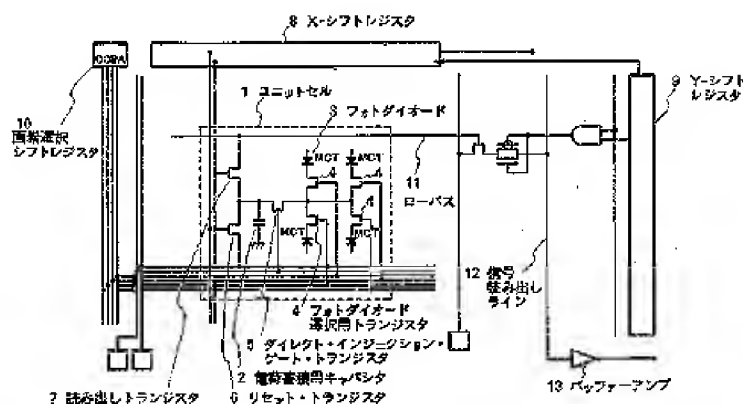 8 X-シフトレジスタ
1 ユニットセル
3 フォトダイオード
9 Y-シフト
レジスタ
10
画素選択
シフトレジスタ
MCT
MCT
4
4
11
ローバス
MCT
MCT
12 信号
読み出し
ライン
4 フォトダイオード
選択用トランジスタ
5 ダイレクト・インジェクション・
ゲート・トランジスタ
2 電荷蓄積用キャパシタ
7 読み出しトランジスタ
6 リセット・トランジスタ
13 バッファーアンプ